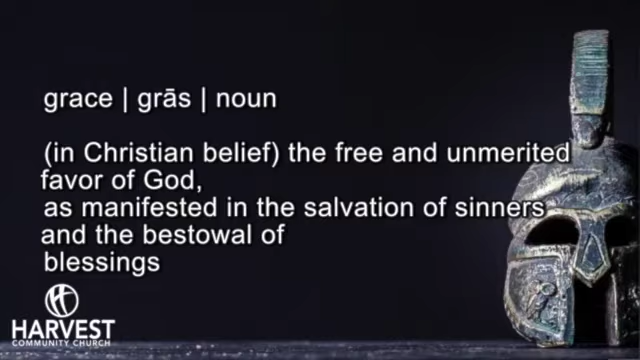 grace | grās | noun
(in Christian belief) the free and unmerited
favor of God,
as manifested in the salvation of sinners
and the bestowal of
blessings
HARVEST
COMMUNITY CHURCH